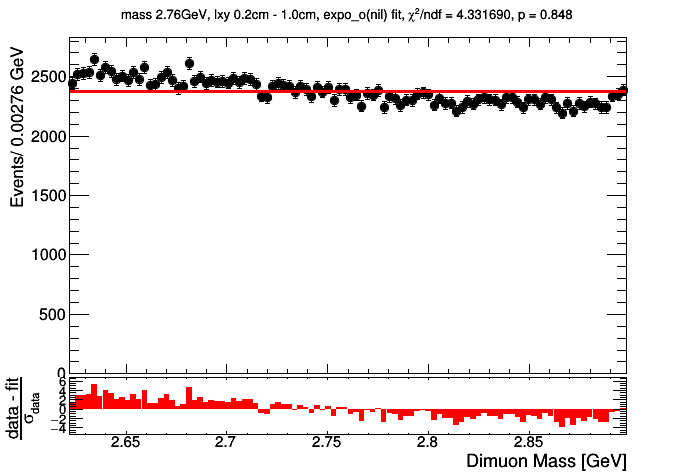 mass 2.76GeV, lxy 0.2cm - 1.0cm, expo_o(nil) fit, χ²/ndf = 4.331690, p = 0.848
Events/ 0.00276 GeV
2500
2000
1500
1000
500
0
data - fit
σdata
6
4
2
0
−2
−4
2.65 2.7 2.75 2.8 2.85
Dimuon Mass [GeV]